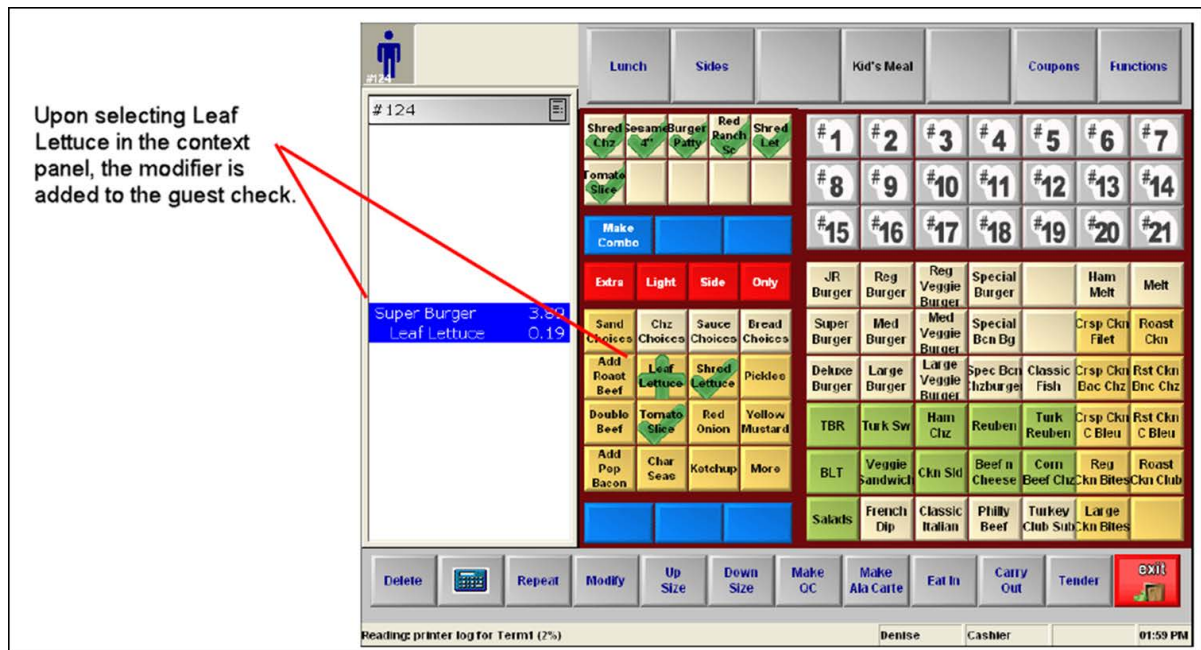 Upon selecting Leaf
Lettuce in the context
panel, the modifier is
added to the guest check.
#124
#124
Super Burger 3.89
Leaf Lettuce 0.19
Lunch Sides Kid's Meal Coupons Functions
Shred Chz
Sesame 4"
Burger Patty
Red Ranch Sc
Shred Let
Tomato Slice
Make Combo
Extra Light Side Only
Sand Choices
Chz Choices
Sauce Choices
Bread Choices
Add Roast Beef
Leaf Lettuce
Shred Lettuce
Pickles
Double Beef
Tomato Slice
Red Onion
Yellow Mustard
Add Pep Bacon
Char Seas
Ketchup
More
#1 #2 #3 #4 #5 #6 #7
#8 #9 #10 #11 #12 #13 #14
#15 #16 #17 #18 #19 #20 #21
JR Burger
Reg Burger
Reg Veggie Burger
Special Burger
Ham Melt
Melt
Super Burger
Med Burger
Med Veggie Burger
Special Bcn Bg
Crsp Ckn Filet
Roast Ckn
Deluxe Burger
Large Burger
Large Veggie Burger
Spec Bcn Chzburge
Classic Fish
Crsp Ckn Bac Chz
Rst Ckn Bnc Chz
TBR
Turk Sw
Ham Chz
Reuben
Turk Reuben
Crsp Ckn C Bleu
Rst Ckn C Bleu
BLT
Veggie Sandwich
Ckn Sld
Beef n Cheese
Corn Beef Chz
Reg Ckn Bites
Roast Ckn Club
Salads
French Dip
Classic Italian
Philly Beef
Turkey Club Sub
Large Ckn Bites
Delete
Repeat
Modify
Up Size
Down Size
Make QC
Make Ala Carte
Eat In
Carry Out
Tender
exit
Reading: printer log for Term1 (2%) Denise Cashier 01:59 PM